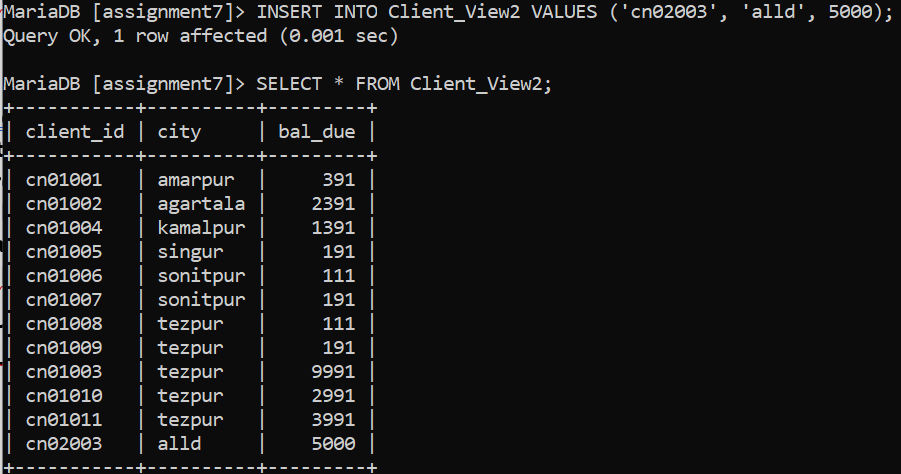 MariaDB [assignment7]> INSERT INTO Client_View2 VALUES ('cn02003', 'alld', 5000);
Query OK, 1 row affected (0.001 sec)
MariaDB [assignment7]> SELECT * FROM Client_View2;
+-----------+----------+---------+
| client_id | city     | bal_due |
+-----------+----------+---------+
| cn01001   | amarpur  |     391 |
| cn01002   | agartala |    2391 |
| cn01004   | kamalpur |    1391 |
| cn01005   | singur   |     191 |
| cn01006   | sonitpur |     111 |
| cn01007   | sonitpur |     191 |
| cn01008   | tezpur   |     111 |
| cn01009   | tezpur   |     191 |
| cn01003   | tezpur   |    9991 |
| cn01010   | tezpur   |    2991 |
| cn01011   | tezpur   |    3991 |
| cn02003   | alld     |    5000 |
+-----------+----------+---------+